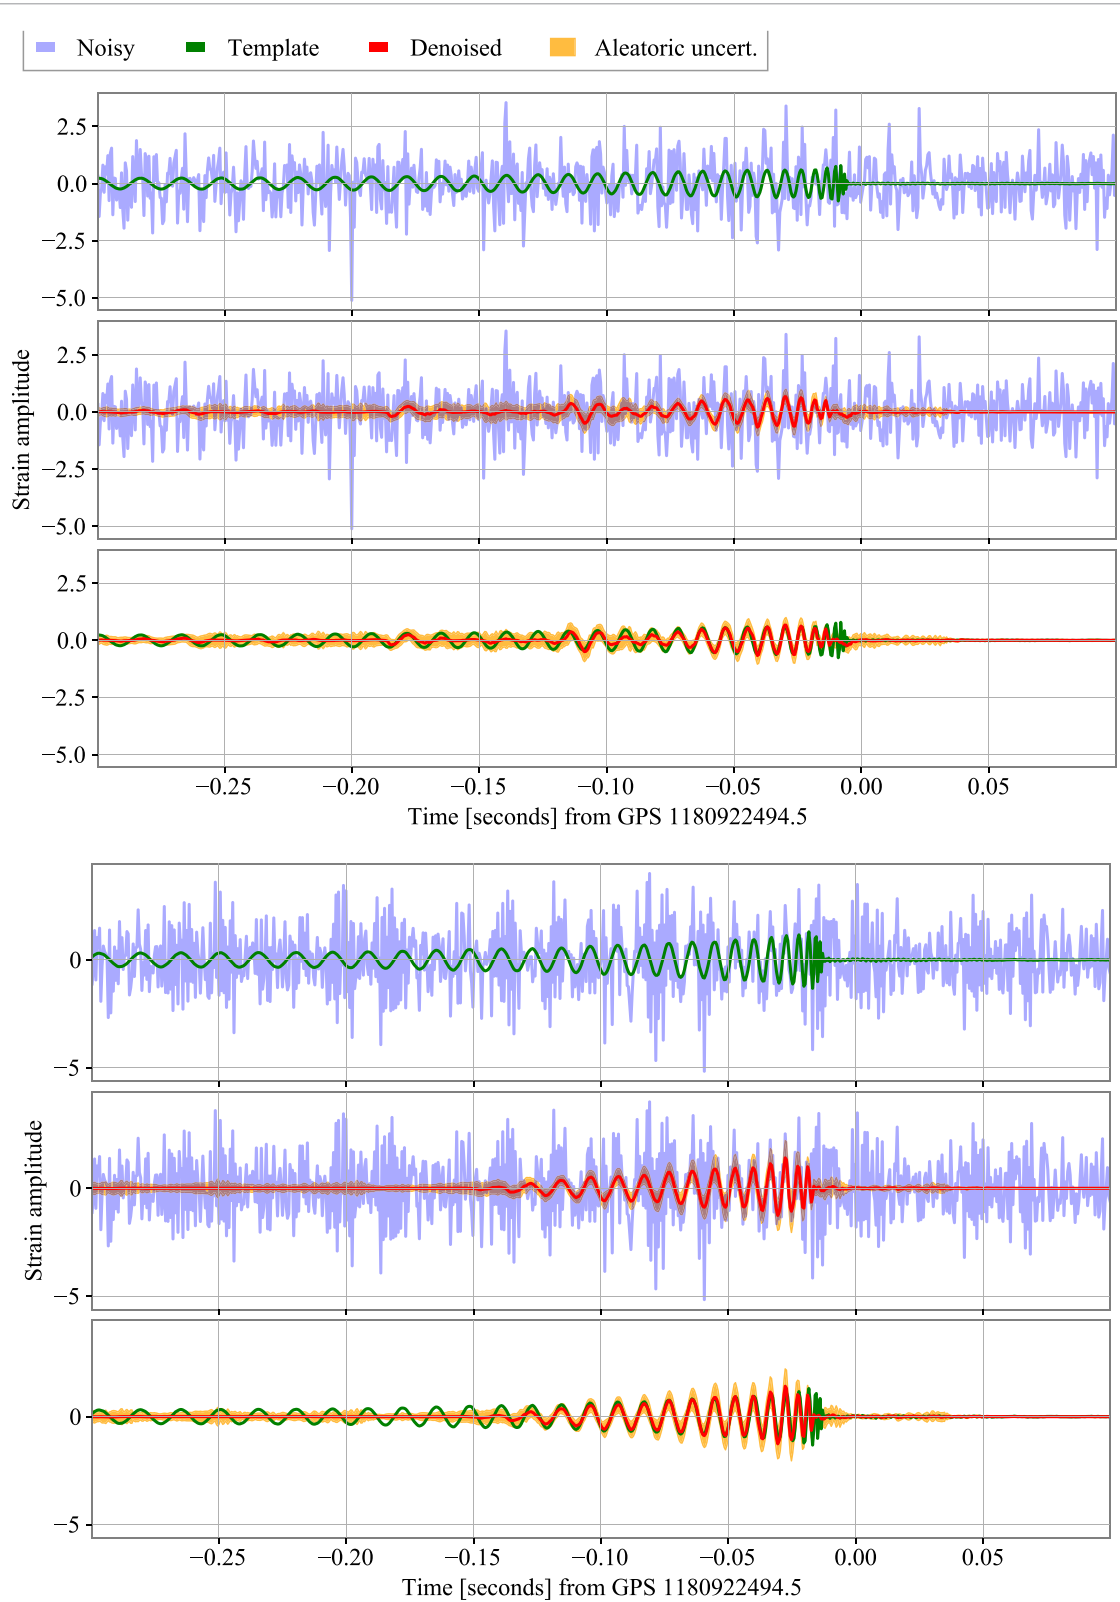 Noisy Template Denoised Aleatoric uncert.
2.5
0.0
−2.5
−5.0
2.5
0.0
−2.5
−5.0
Strain amplitude
2.5
0.0
−2.5
−5.0
−0.25 −0.20 −0.15 −0.10 −0.05 0.00 0.05
Time [seconds] from GPS 1180922494.5
0
−5
0
−5
Strain amplitude
0
−5
−0.25 −0.20 −0.15 −0.10 −0.05 0.00 0.05
Time [seconds] from GPS 1180922494.5